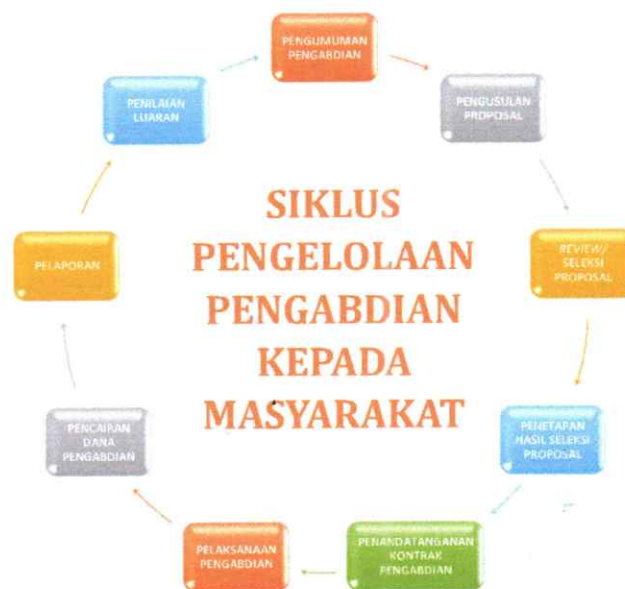 PENGUMUMAN
PENGABDIAN
PENGUSULAN
PROPOSAL
REVIEW/
SELEKSI
PROPOSAL
PENETAPAN
HASIL SELEKSI
PROPOSAL
PENANDATANGANAN
KONTRAK
PENGABDIAN
PELAKSANAAN
PENGABDIAN
PENCAIRAN
DANA
PENGABDIAN
PELAPORAN
PENILAIAN
LUARAN
SIKLUS
PENGELOLAAN
PENGABDIAN
KEPADA
MASYARAKAT